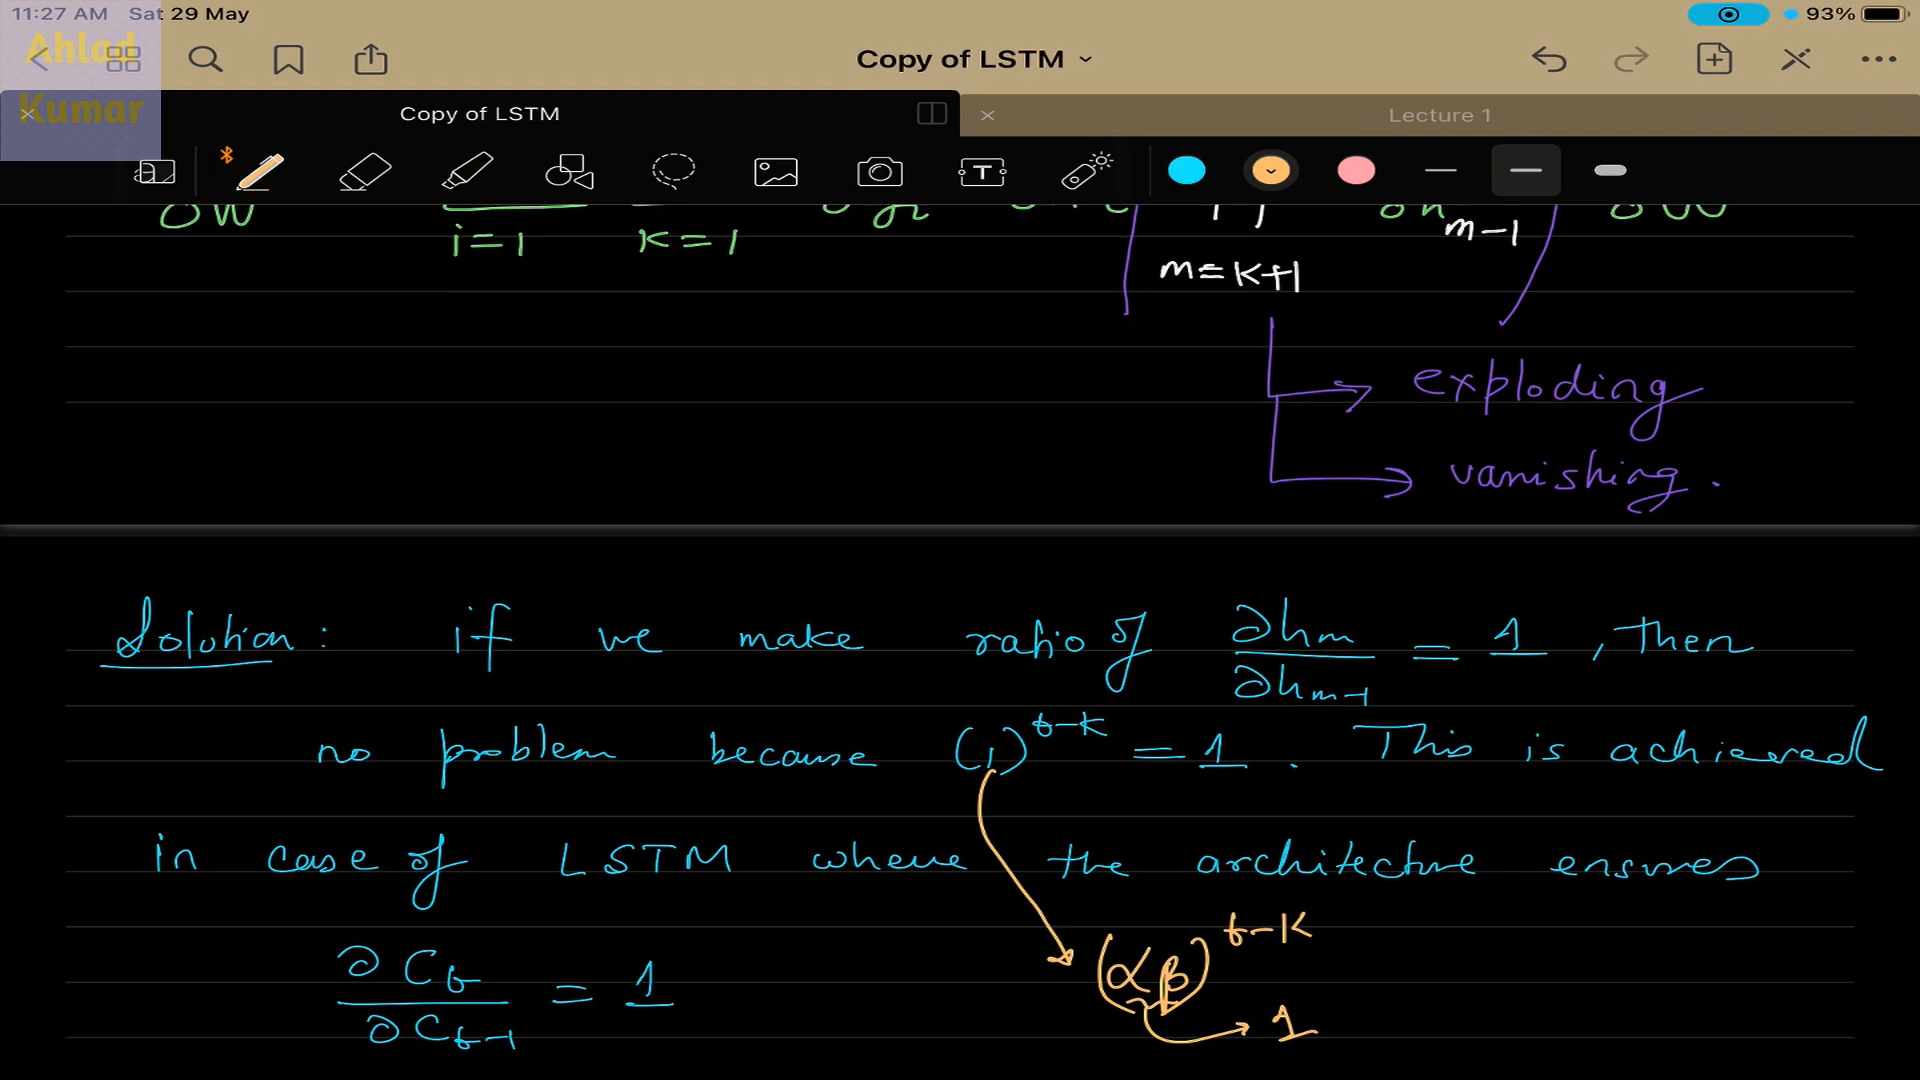 11:27 AM Sat 29 May
93%
Ahlad
Kumar
Copy of LSTM
Copy of LSTM
Lecture 1
T
∂W
i=1 k=1
m-1
m=k+1
exploding
vanishing.
Solution: if we make ratio of ∂hm/∂hm-1 = 1, then
no problem because (1)^t-k = 1. This is achieved
in case of LSTM where the architecture ensures
∂Ct/∂Ct-1 = 1
(αβ)^t-k
1